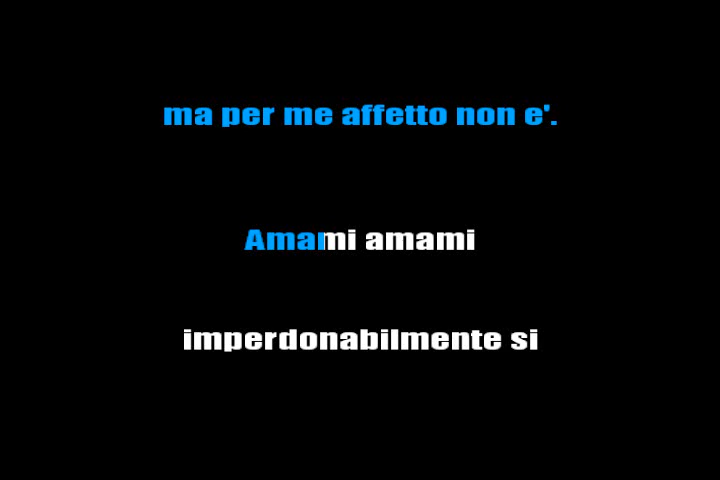 ma per me affetto non e'.
Amami amami
imperdonabilmente si